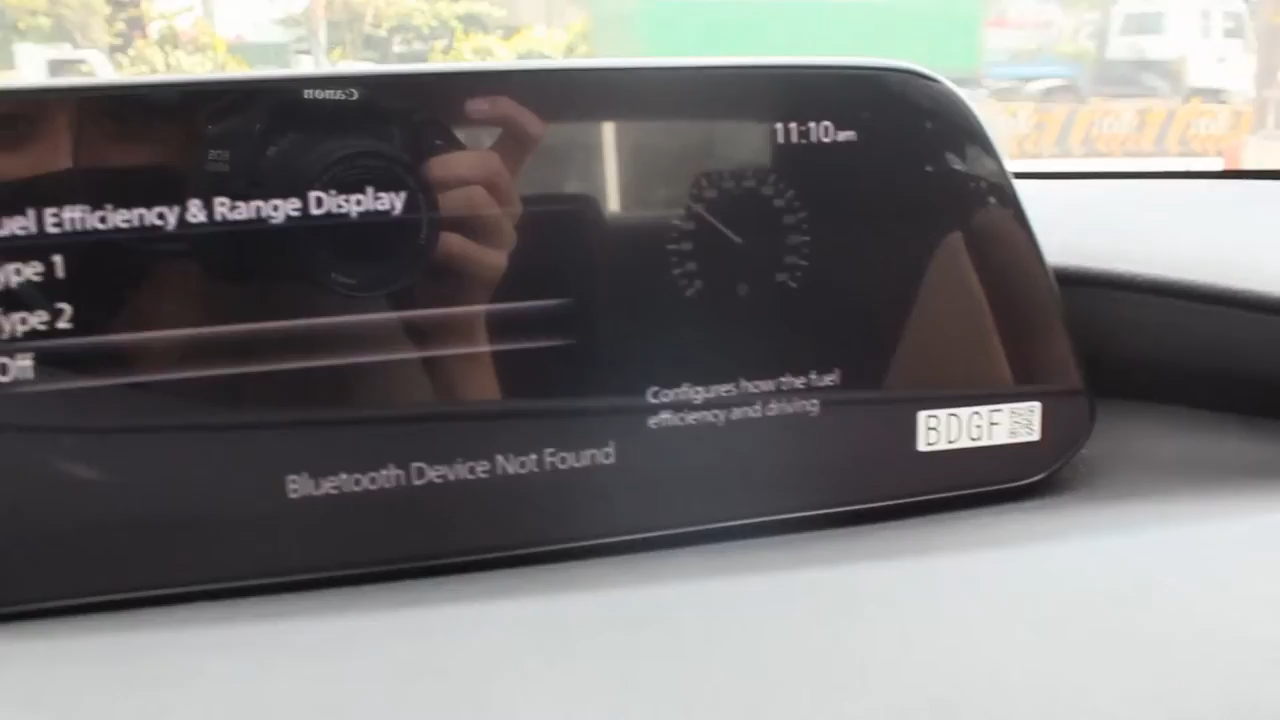 Canon
EOS
11:10am
uel Efficiency & Range Display
ype 1
ype 2
Off
Configures how the fuel
efficiency and driving
BDGF
Bluetooth Device Not Found